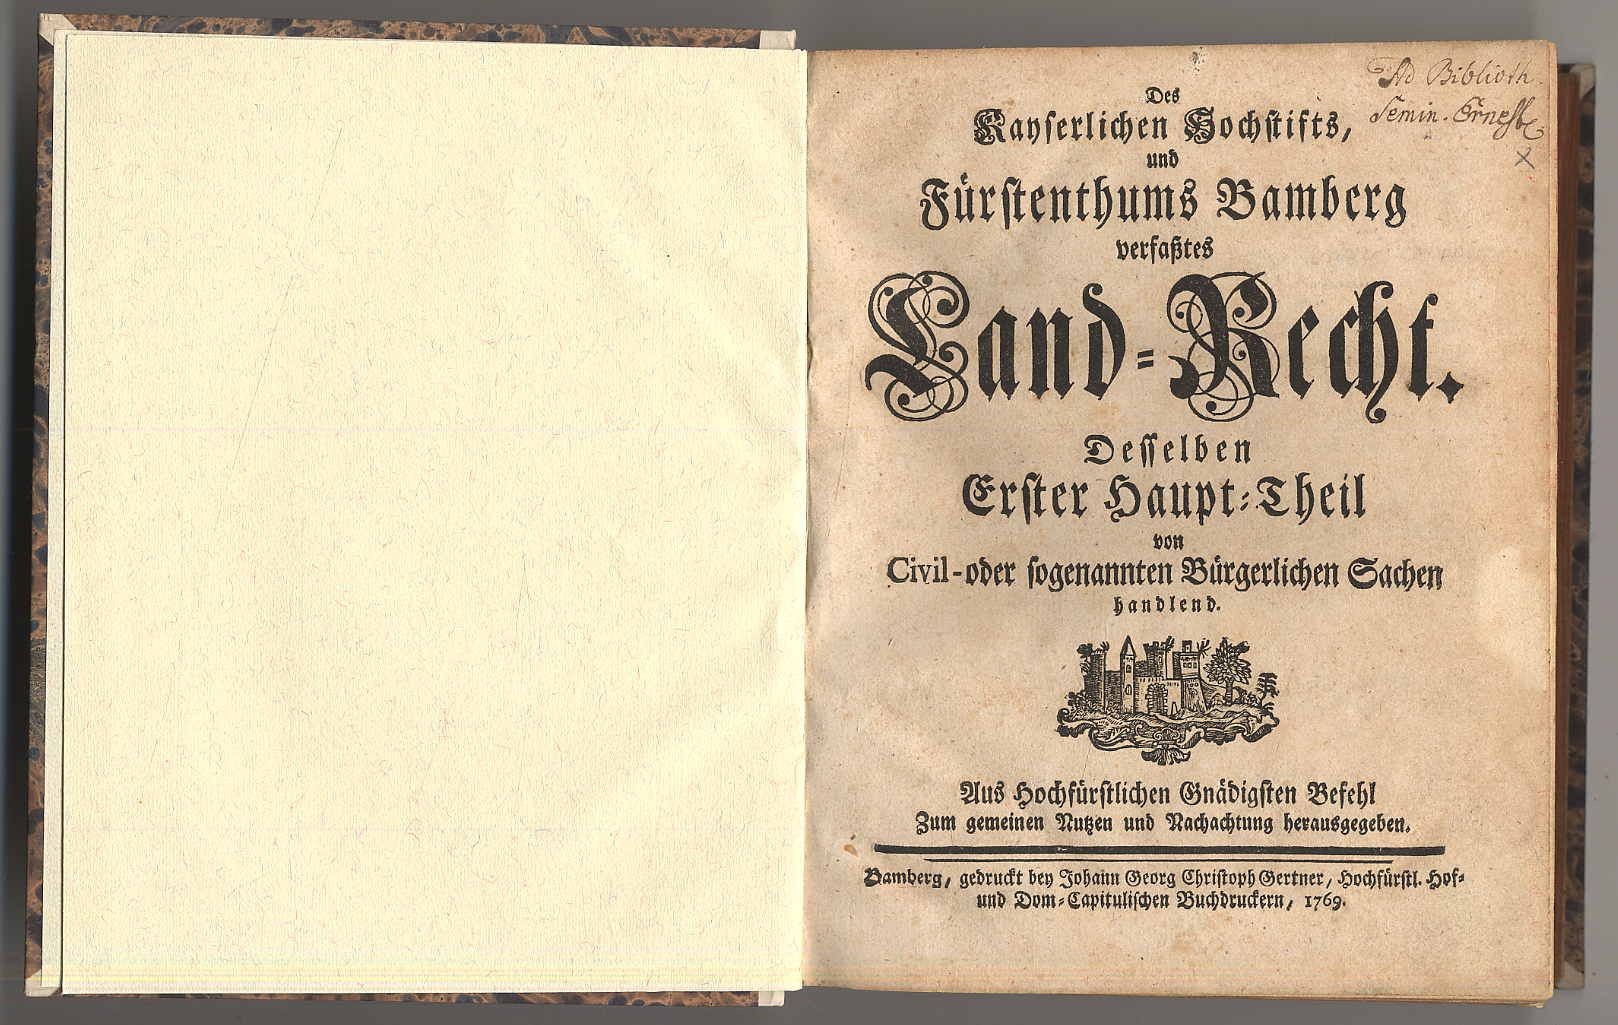 Ad Biblioth.
Semin. Ernest.
Des
Kayserlichen Hochstifts,
und
Fürstenthums Bamberg
verfaßtes
Land-Recht.
Desselben
Erster Haupt-Theil
von
Civil-oder sogenannten Bürgerlichen Sachen
handlend.
Aus Hochfürstlichen Gnädigsten Befehl
Zum gemeinen Nutzen und Nachachtung herausgegeben.
Bamberg, gedruckt bey Johann Georg Christoph Gertner, Hochfürstl. Hof-
und Dom-Capitulischen Buchdruckern, 1769.